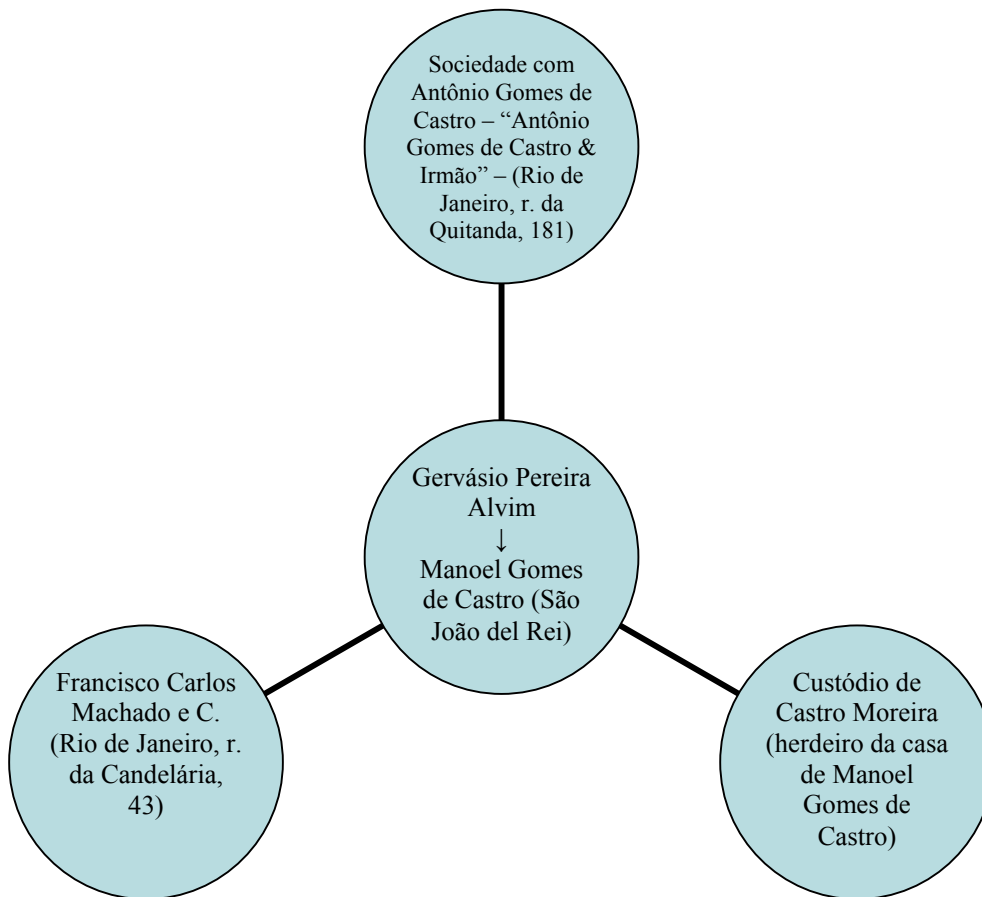 Sociedade com
Antônio Gomes de
Castro – “Antônio
Gomes de Castro &
Irmão” – (Rio de
Janeiro, r. da
Quitanda, 181)
Gervásio Pereira
Alvim
↓
Manoel Gomes
de Castro (São
João del Rei)
Francisco Carlos
Machado e C.
(Rio de Janeiro, r.
da Candelária,
43)
Custódio de
Castro Moreira
(herdeiro da casa
de Manoel
Gomes de
Castro)